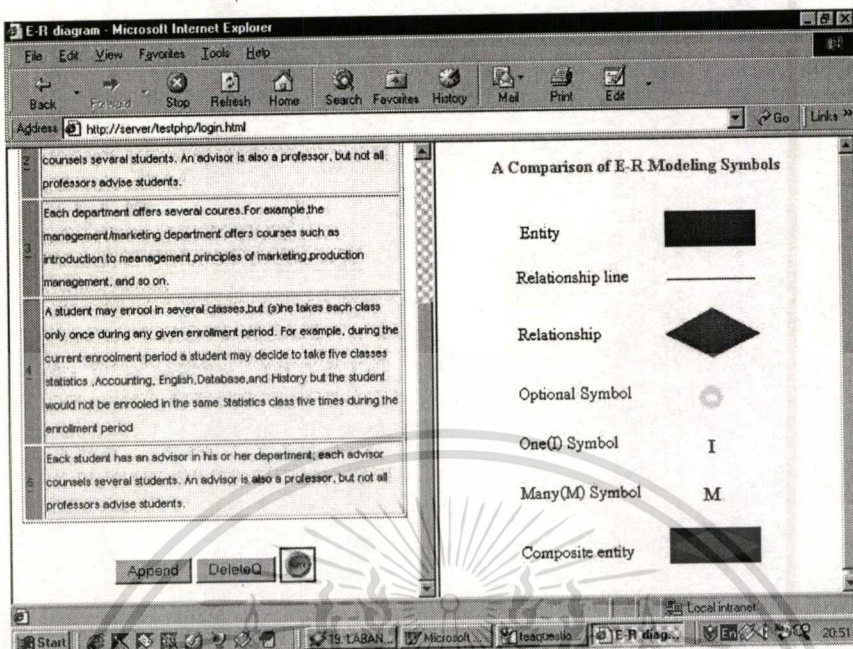 E-R diagram - Microsoft Internet Explorer
File Edit View Favorites Tools Help
Back Forward Stop Refresh Home Search Favorites History Mail Print Edit
Address http://server/testphp/login.html Go Links »
2
counsels several students. An advisor is also a professor, but not all
professors advise students.
3
Each department offers several coures.For example,the
management/marketing department offers courses such as
introduction to meanagement,principles of marketing,production
management, and so on.
4
A student may enrool in several classes,but (s)he takes each class
only once during any given enrollment period. For example, during the
current enroolment period a student may decide to take five classes
statistics ,Accounting, English,Database,and History but the student
would not be enrooled in the same Statistics class five times during the
enrollment period
Eack student has an advisor in his or her department; each advisor
counsels several students. An advisor is also a professor, but not all
professors advise students.
Append DeleteQ
A Comparison of E-R Modeling Symbols
Entity
Relationship line
Relationship
Optional Symbol
One(I) Symbol I
Many(M) Symbol M
Composite entity
Local intranet
Start 19. LABAN... Microsoft ... E-R diag... En 20:51